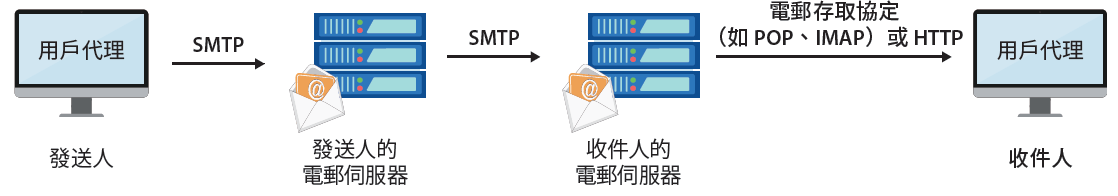 用戶代理
SMTP
SMTP
電郵存取協定
（如 POP、IMAP）或 HTTP
用戶代理
@
@
發送人
發送人的
電郵伺服器
收件人的
電郵伺服器
收件人